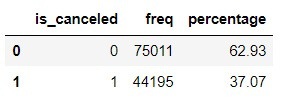 is_canceled freq percentage
0 0 75011 62.93
1 1 44195 37.07